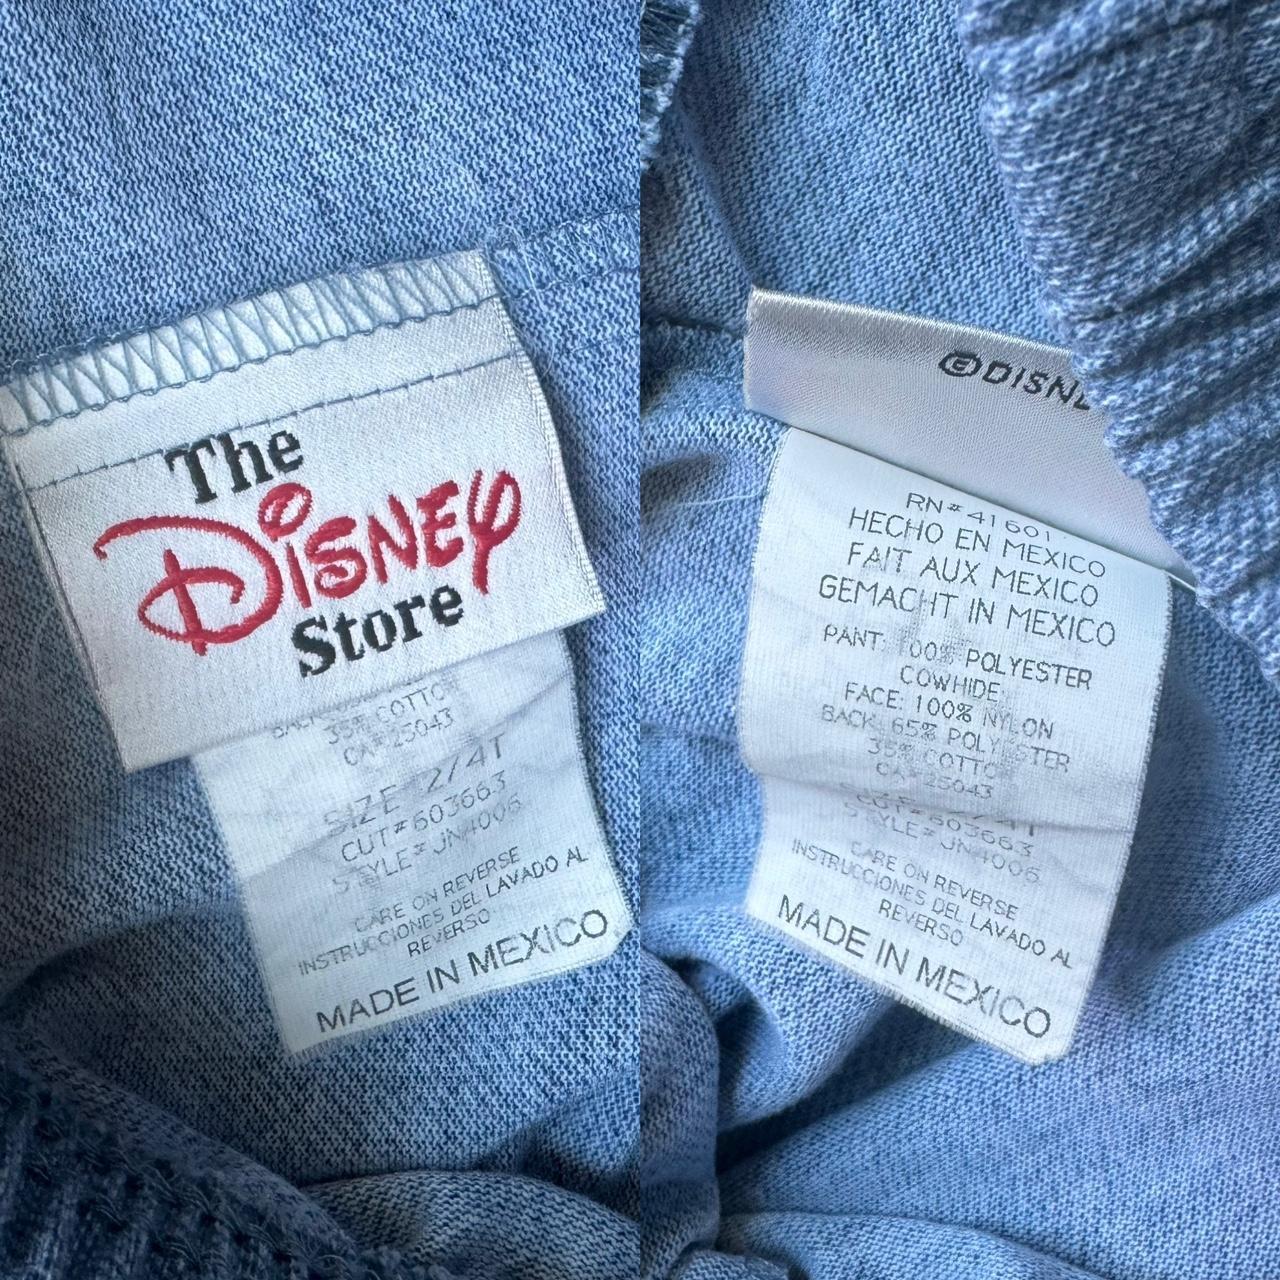 The
Disney
Store
35% COTTO
CA# 25043
SIZE 2/4T
CUT# 603663
STYLE# JN4006
CARE ON REVERSE
INSTRUCCIONES DEL LAVADO AL
REVERSO
MADE IN MEXICO
©DISNE
RN# 41601
HECHO EN MEXICO
FAIT AUX MEXICO
GEMACHT IN MEXICO
PANT: 100% POLYESTER
COWHIDE:
FACE: 100% NYLON
BACK: 65% POLYESTER
35% COTTO
CA# 25043
CUT# 603663
STYLE# JN4006
CARE ON REVERSE
INSTRUCCIONES DEL LAVADO AL
REVERSO
MADE IN MEXICO